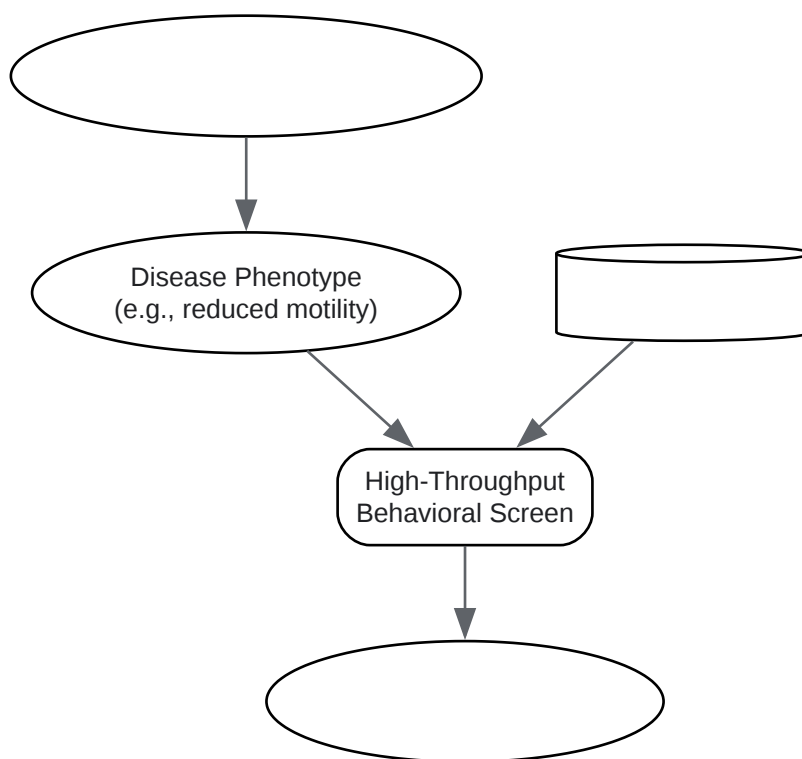 Disease Phenotype
(e.g., reduced motility)
High-Throughput
Behavioral Screen